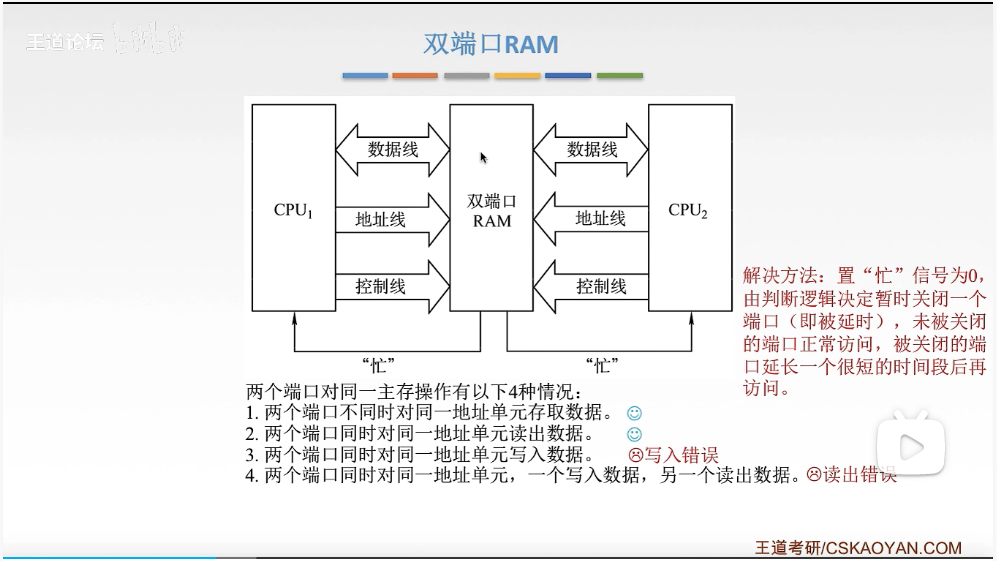 王道论坛
双端口RAM
数据线
数据线
CPU1
双端口
RAM
CPU2
地址线
地址线
控制线
控制线
“忙”
“忙”
解决方法：置“忙”信号为0，
由判断逻辑决定暂时关闭一个
端口（即被延时），未被关闭
的端口正常访问，被关闭的端
口延长一个很短的时间段后再
访问。
两个端口对同一主存操作有以下4种情况：
1. 两个端口不同时对同一地址单元存取数据。
2. 两个端口同时对同一地址单元读出数据。
3. 两个端口同时对同一地址单元写入数据。 写入错误
4. 两个端口同时对同一地址单元，一个写入数据，另一个读出数据。 读出错误
王道考研/CSKAOYAN.COM